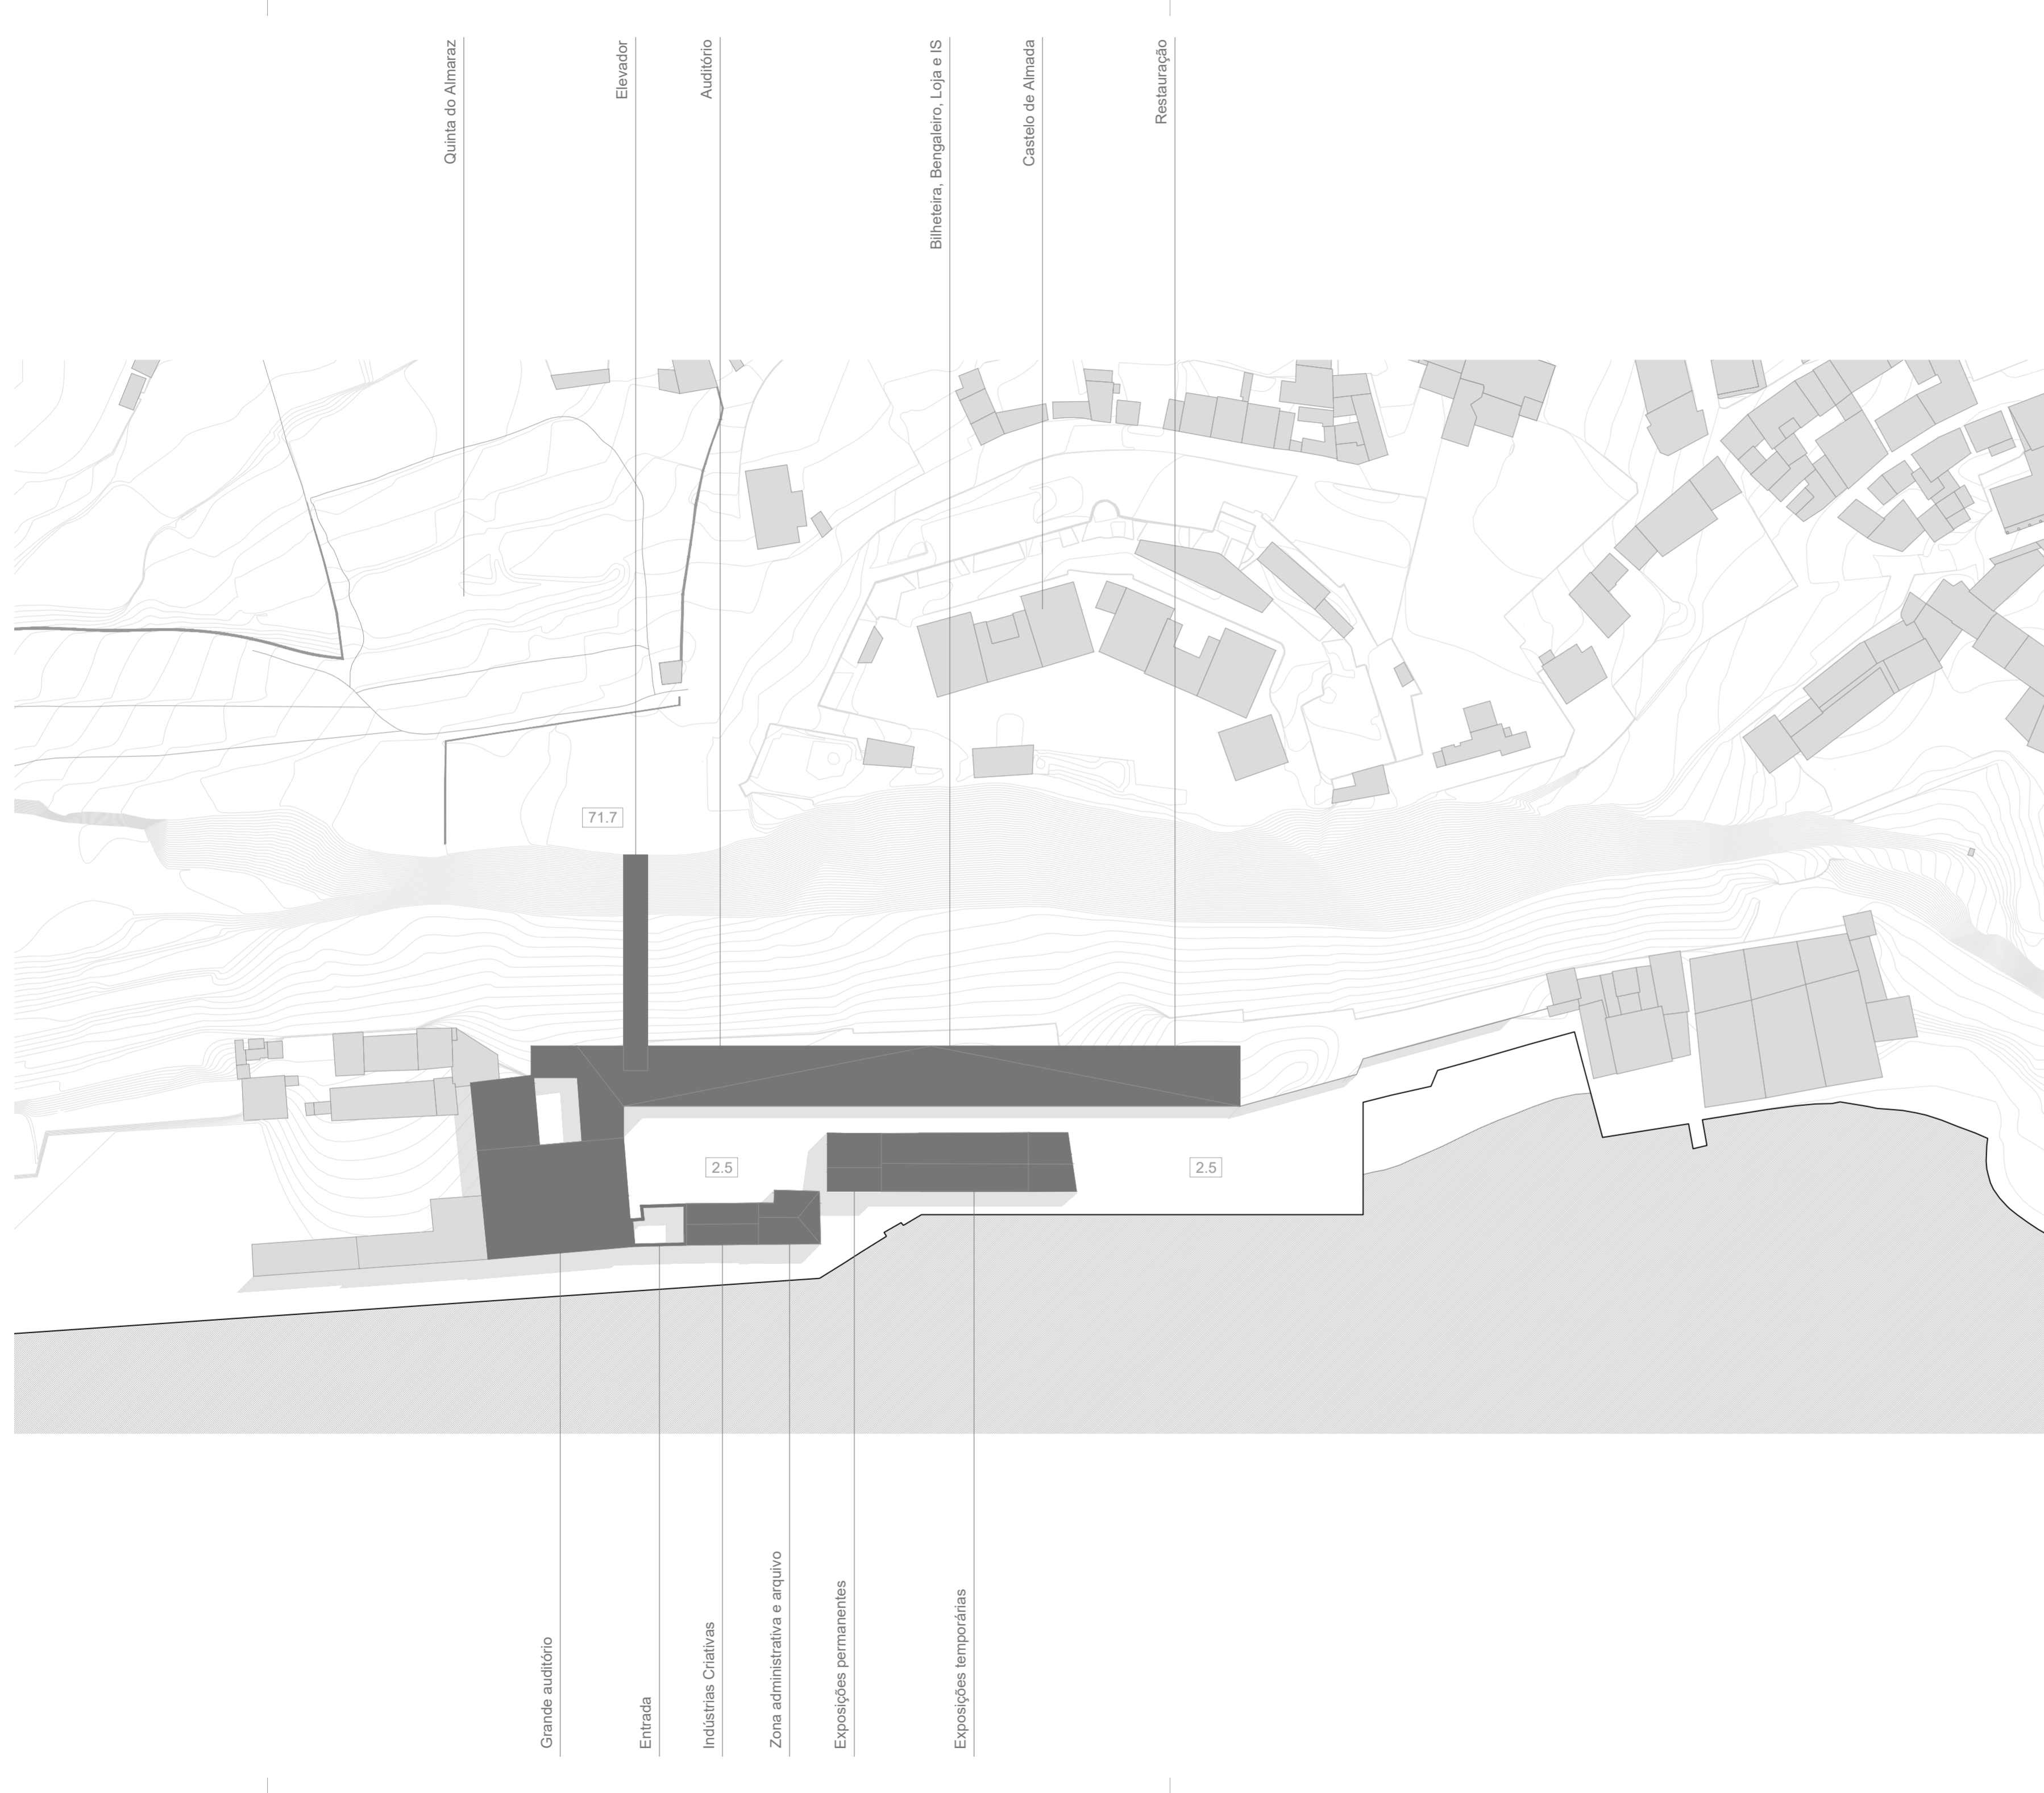 Quinta do Almaraz
Elevador
Auditório
Bilheteira, Bengaleiro, Loja e IS
Castelo de Almada
Restauração
71.7
2.5
2.5
Grande auditório
Entrada
Indústrias Criativas
Zona administrativa e arquivo
Exposições permanentes
Exposições temporárias